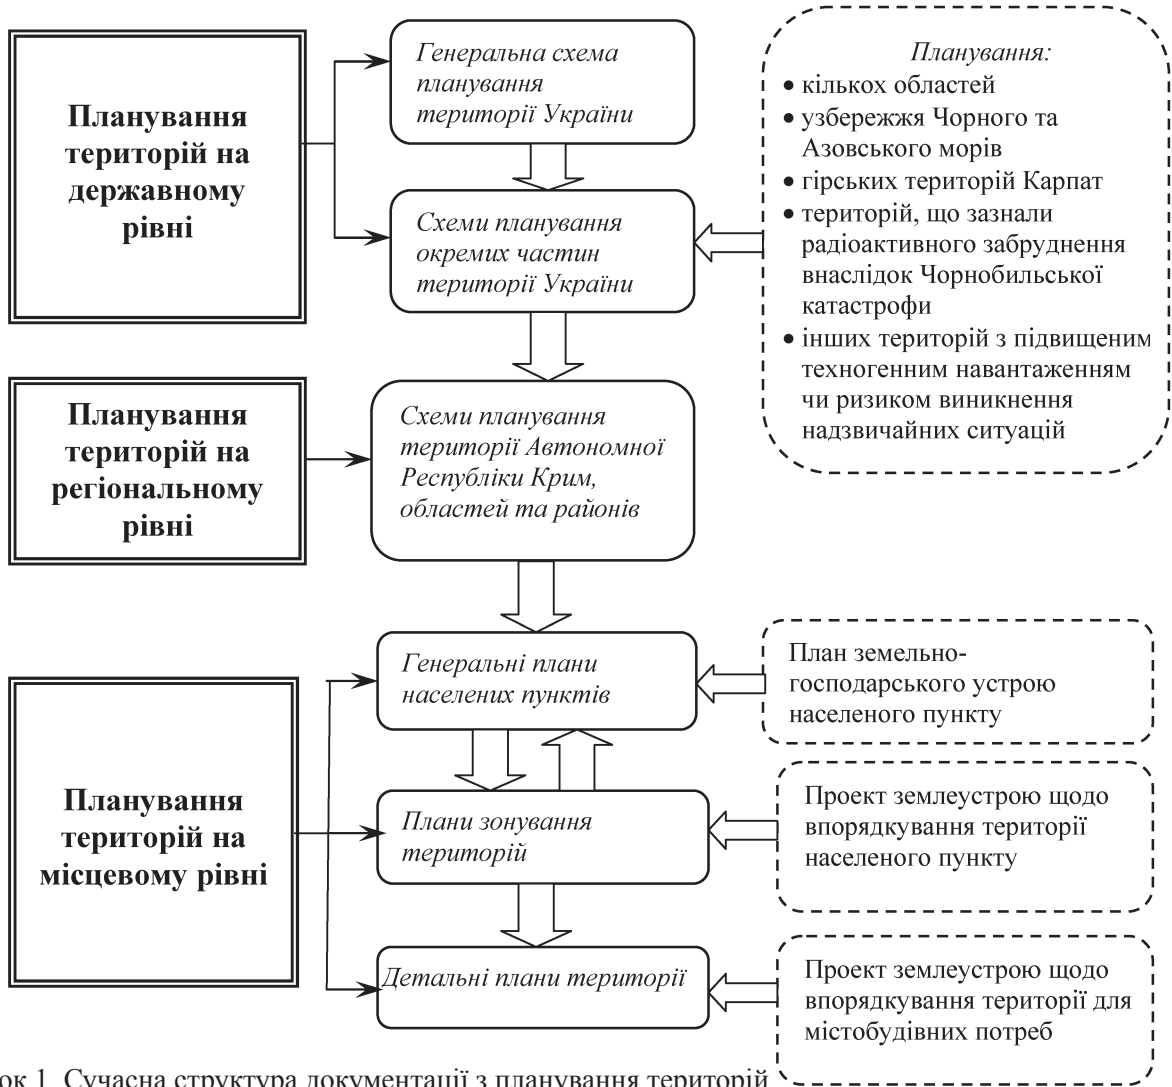 Планування
територій на
державному
рівні
Генеральна схема
планування
території України
Схеми планування
окремих частин
території України
Планування:
• кількох областей
• узбережжя Чорного та
Азовського морів
• гірських територій Карпат
• територій, що зазнали
радіоактивного забруднення
внаслідок Чорнобильської
катастрофи
• інших територій з підвищеним
техногенним навантаженням
чи ризиком виникнення
надзвичайних ситуацій
Планування
територій на
регіональному
рівні
Схеми планування
території Автономної
Республіки Крим,
областей та районів
Планування
територій на
місцевому рівні
Генеральні плани
населених пунктів
План земельно-
господарського устрою
населеного пункту
Плани зонування
територій
Проект землеустрою щодо
впорядкування території
населеного пункту
Детальні плани території
Проект землеустрою щодо
впорядкування території для
містобудівних потреб
ок 1. Сучасна структура документації з планування територій